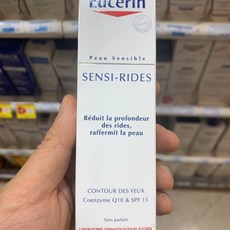 Eucerin
Peau Sensible
SENSI-RIDES
Réduit la profondeur
des rides,
raffermit la peau
CONTOUR DES YEUX
Coenzyme Q10 & SPF 15
Sans parfum